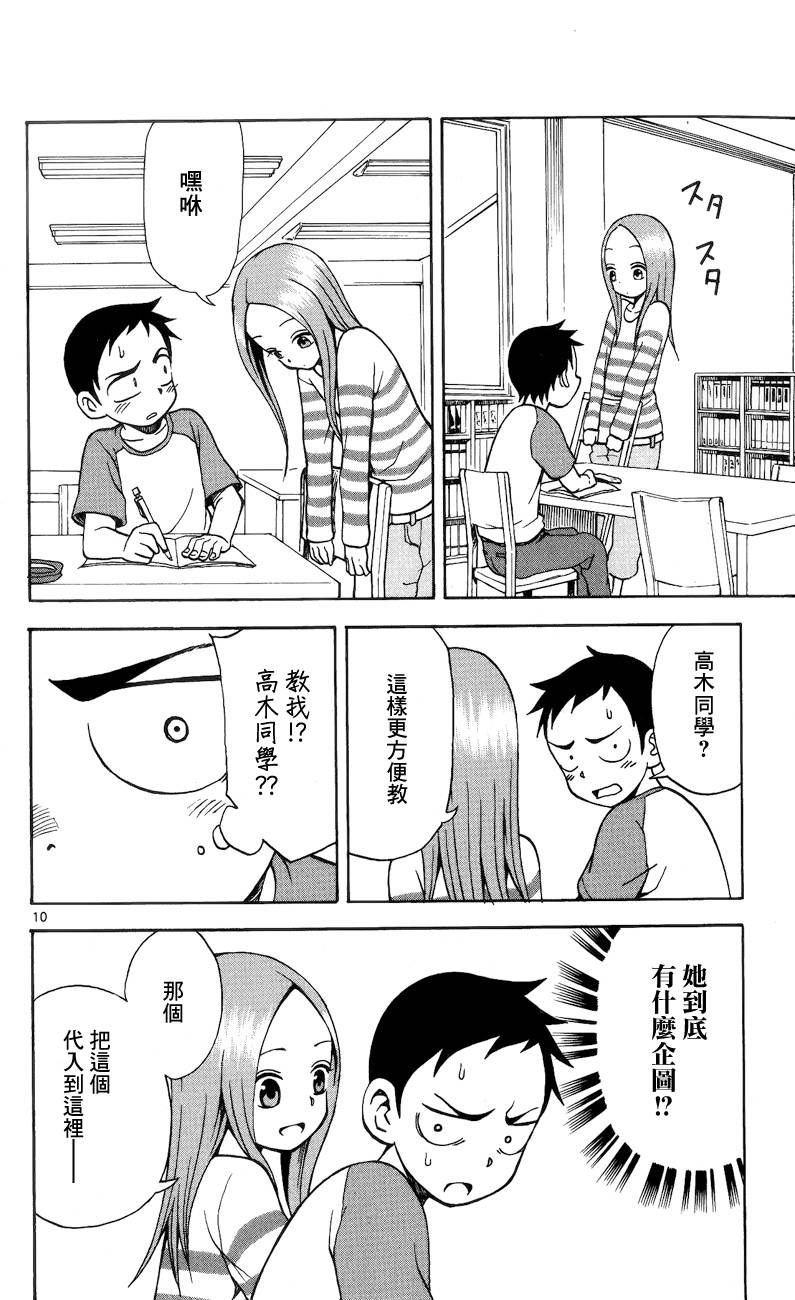 スタ
スタ
嘿咻
高木同學?
這樣更方便教
教我!?
高木同學??
10
她到底
有什麼企圖!?
那個
把這個
代入到這裡——